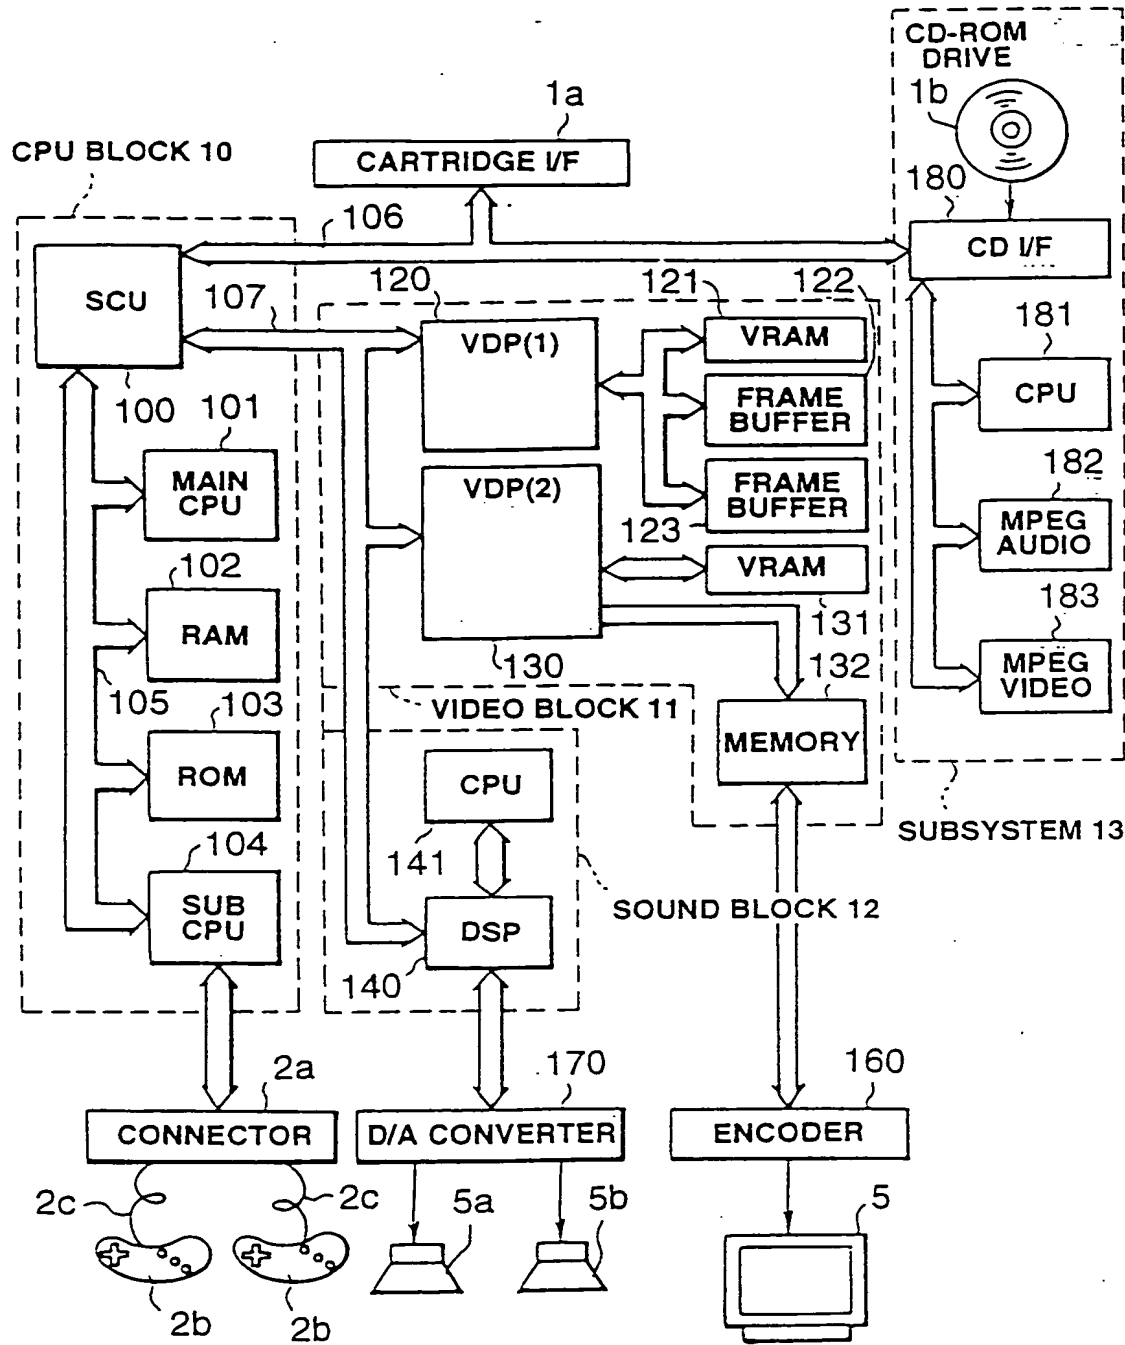 CD-ROM
DRIVE
1b
1a
CPU BLOCK 10
CARTRIDGE I/F
180
106
CD I/F
SCU
107
120
121
122
VDP(1)
VRAM
181
100
101
FRAME
BUFFER
CPU
MAIN
CPU
VDP(2)
FRAME
BUFFER
182
123
MPEG
AUDIO
102
VRAM
183
RAM
130
131
132
MPEG
VIDEO
105
103
VIDEO BLOCK 11
MEMORY
ROM
CPU
SUBSYSTEM 13
104
141
SUB
CPU
DSP
SOUND BLOCK 12
140
2a
170
160
CONNECTOR
D/A CONVERTER
ENCODER
2c
2c
5a
5b
5
2b
2b